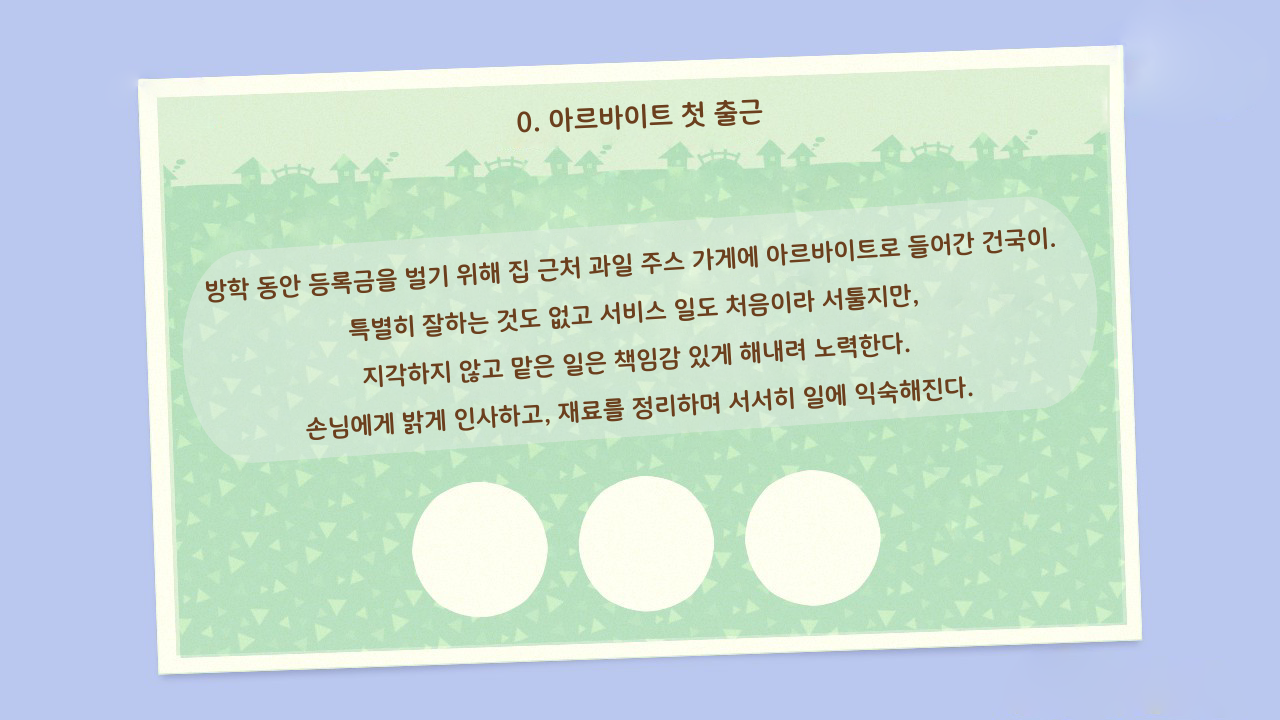 0. 아르바이트 첫 출근
방학 동안 등록금을 벌기 위해 집 근처 과일 주스 가게에 아르바이트로 들어간 건국이.
특별히 잘하는 것도 없고 서비스 일도 처음이라 서툴지만,
지각하지 않고 맡은 일은 책임감 있게 해내려 노력한다.
손님에게 밝게 인사하고, 재료를 정리하며 서서히 일에 익숙해진다.